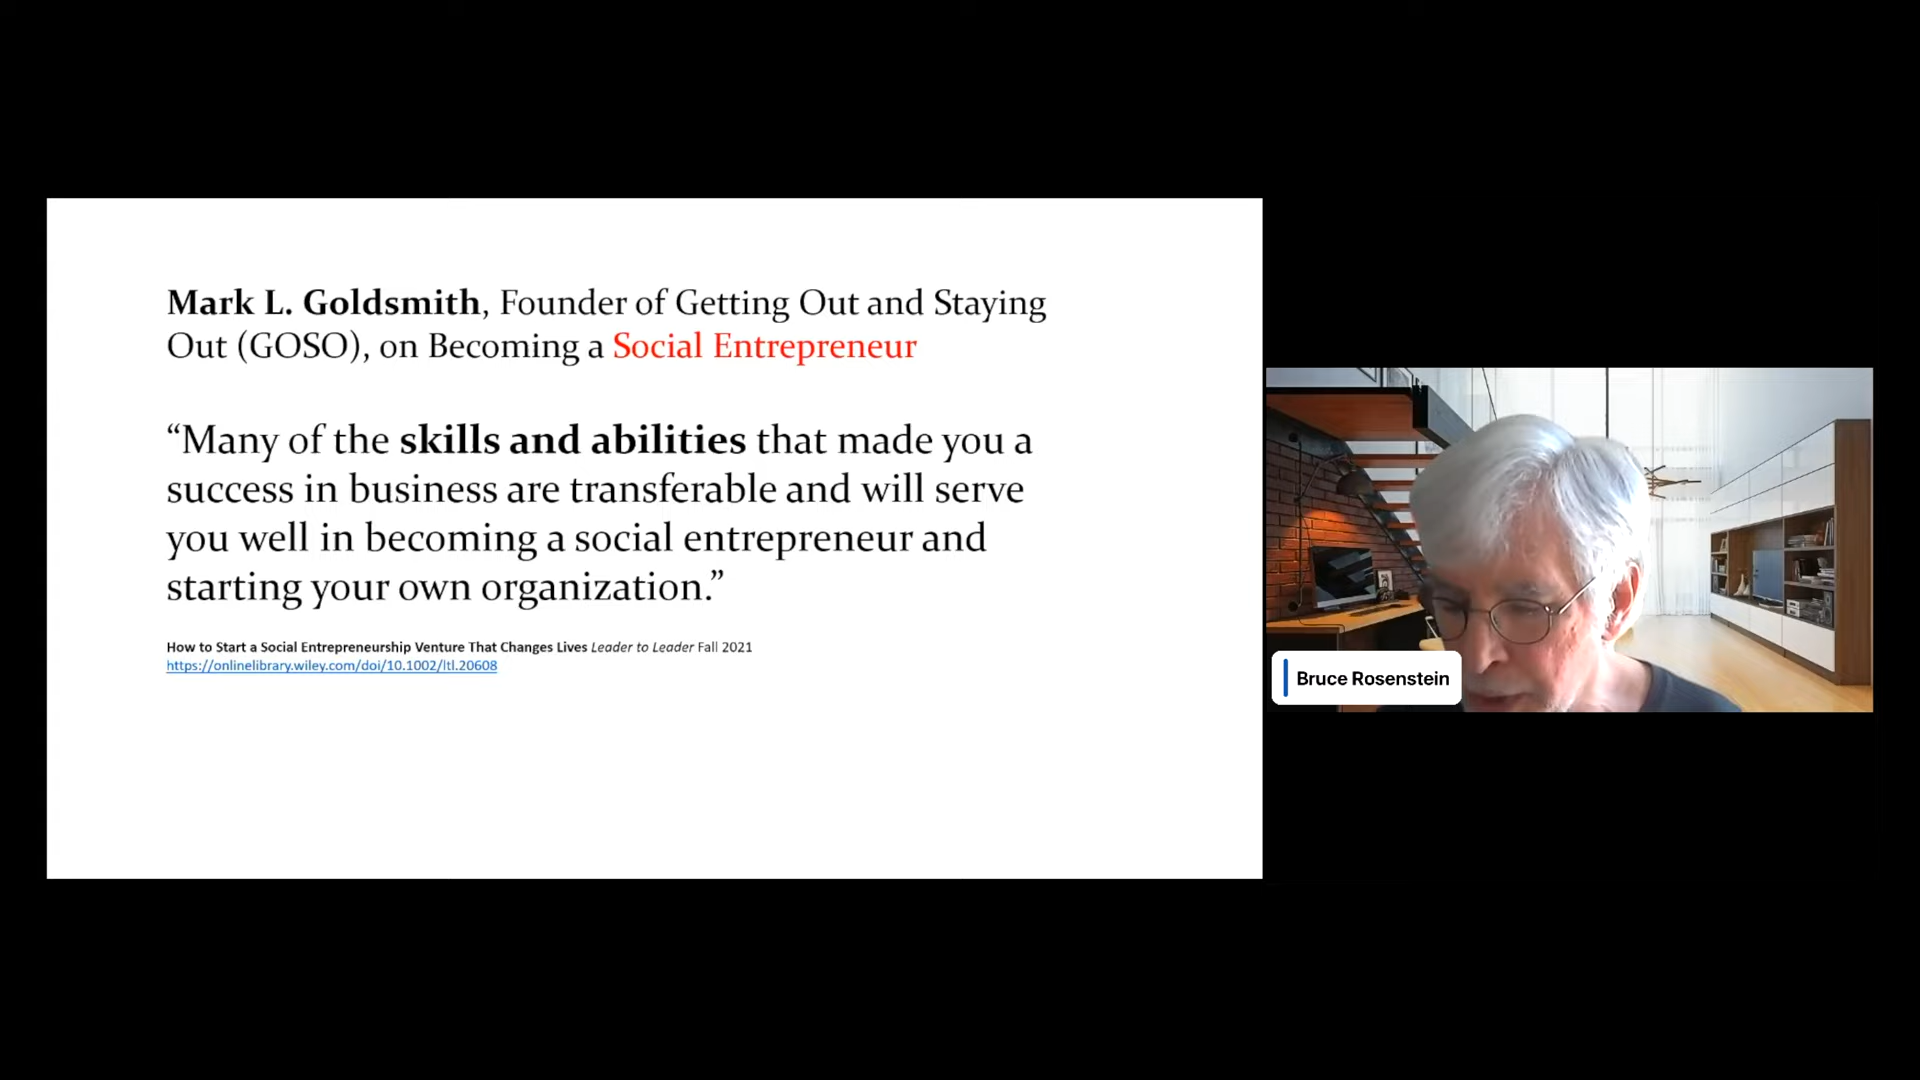 Mark L. Goldsmith, Founder of Getting Out and Staying
Out (GOSO), on Becoming a Social Entrepreneur
“Many of the skills and abilities that made you a
success in business are transferable and will serve
you well in becoming a social entrepreneur and
starting your own organization.”
How to Start a Social Entrepreneurship Venture That Changes Lives Leader to Leader Fall 2021
https://onlinelibrary.wiley.com/doi/10.1002/ltl.20608
Bruce Rosenstein